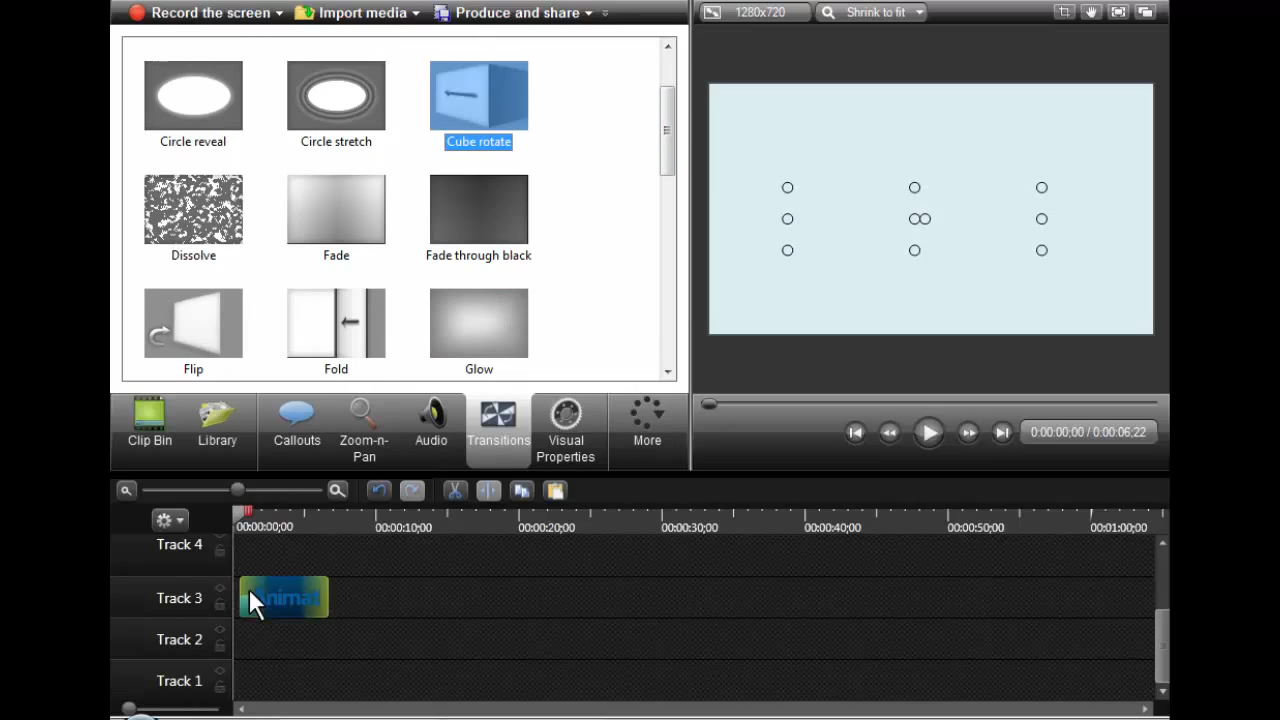 Record the screen Import media Produce and share
1280x720 Shrink to fit
Circle reveal Circle stretch Cube rotate
Dissolve Fade Fade through black
Flip Fold Glow
Clip Bin Library Callouts Zoom-n-Pan Audio Transitions Visual Properties More
0:00:00;00 / 0:00:06;22
00:00:00;00 00:00:10;00 00:00:20;00 00:00:30;00 00:00:40;00 00:00:50;00 00:01:00;00
Track 4
Track 3 Animat
Track 2
Track 1